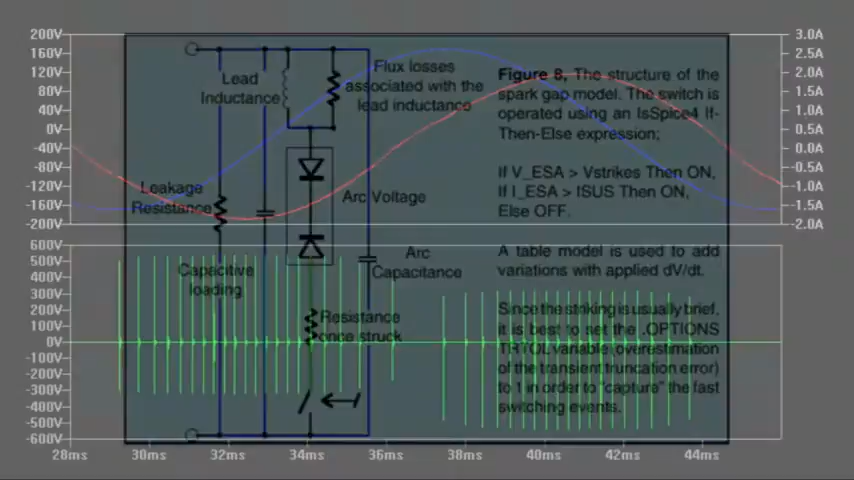 200V
160V
120V
80V
40V
0V
-40V
-80V
-120V
-160V
-200V
3.0A
2.5A
2.0A
1.5A
1.0A
0.5A
0.0A
-0.5A
-1.0A
-1.5A
-2.0A
600V
500V
400V
300V
200V
100V
0V
-100V
-200V
-300V
-400V
-500V
-600V
28ms 30ms 32ms 34ms 36ms 38ms 40ms 42ms 44ms
Lead
Inductance
Flux losses
associated with the
lead inductance
Leakage
Resistance
Arc Voltage
Capacitive
loading
Arc
Capacitance
Resistance
once struck
Figure 8, The structure of the
spark gap model. The switch is
operated using an IsSpice4 If-
Then-Else expression;
If V_ESA > Vstrikes Then ON,
If I_ESA > ISUS Then ON,
Else OFF.
A table model is used to add
variations with applied dV/dt.
Since the striking is usually brief,
it is best to set the .OPTIONS
TRTOL variable (overestimation
of the transient truncation error)
to 1 in order to "capture" the fast
switching events.